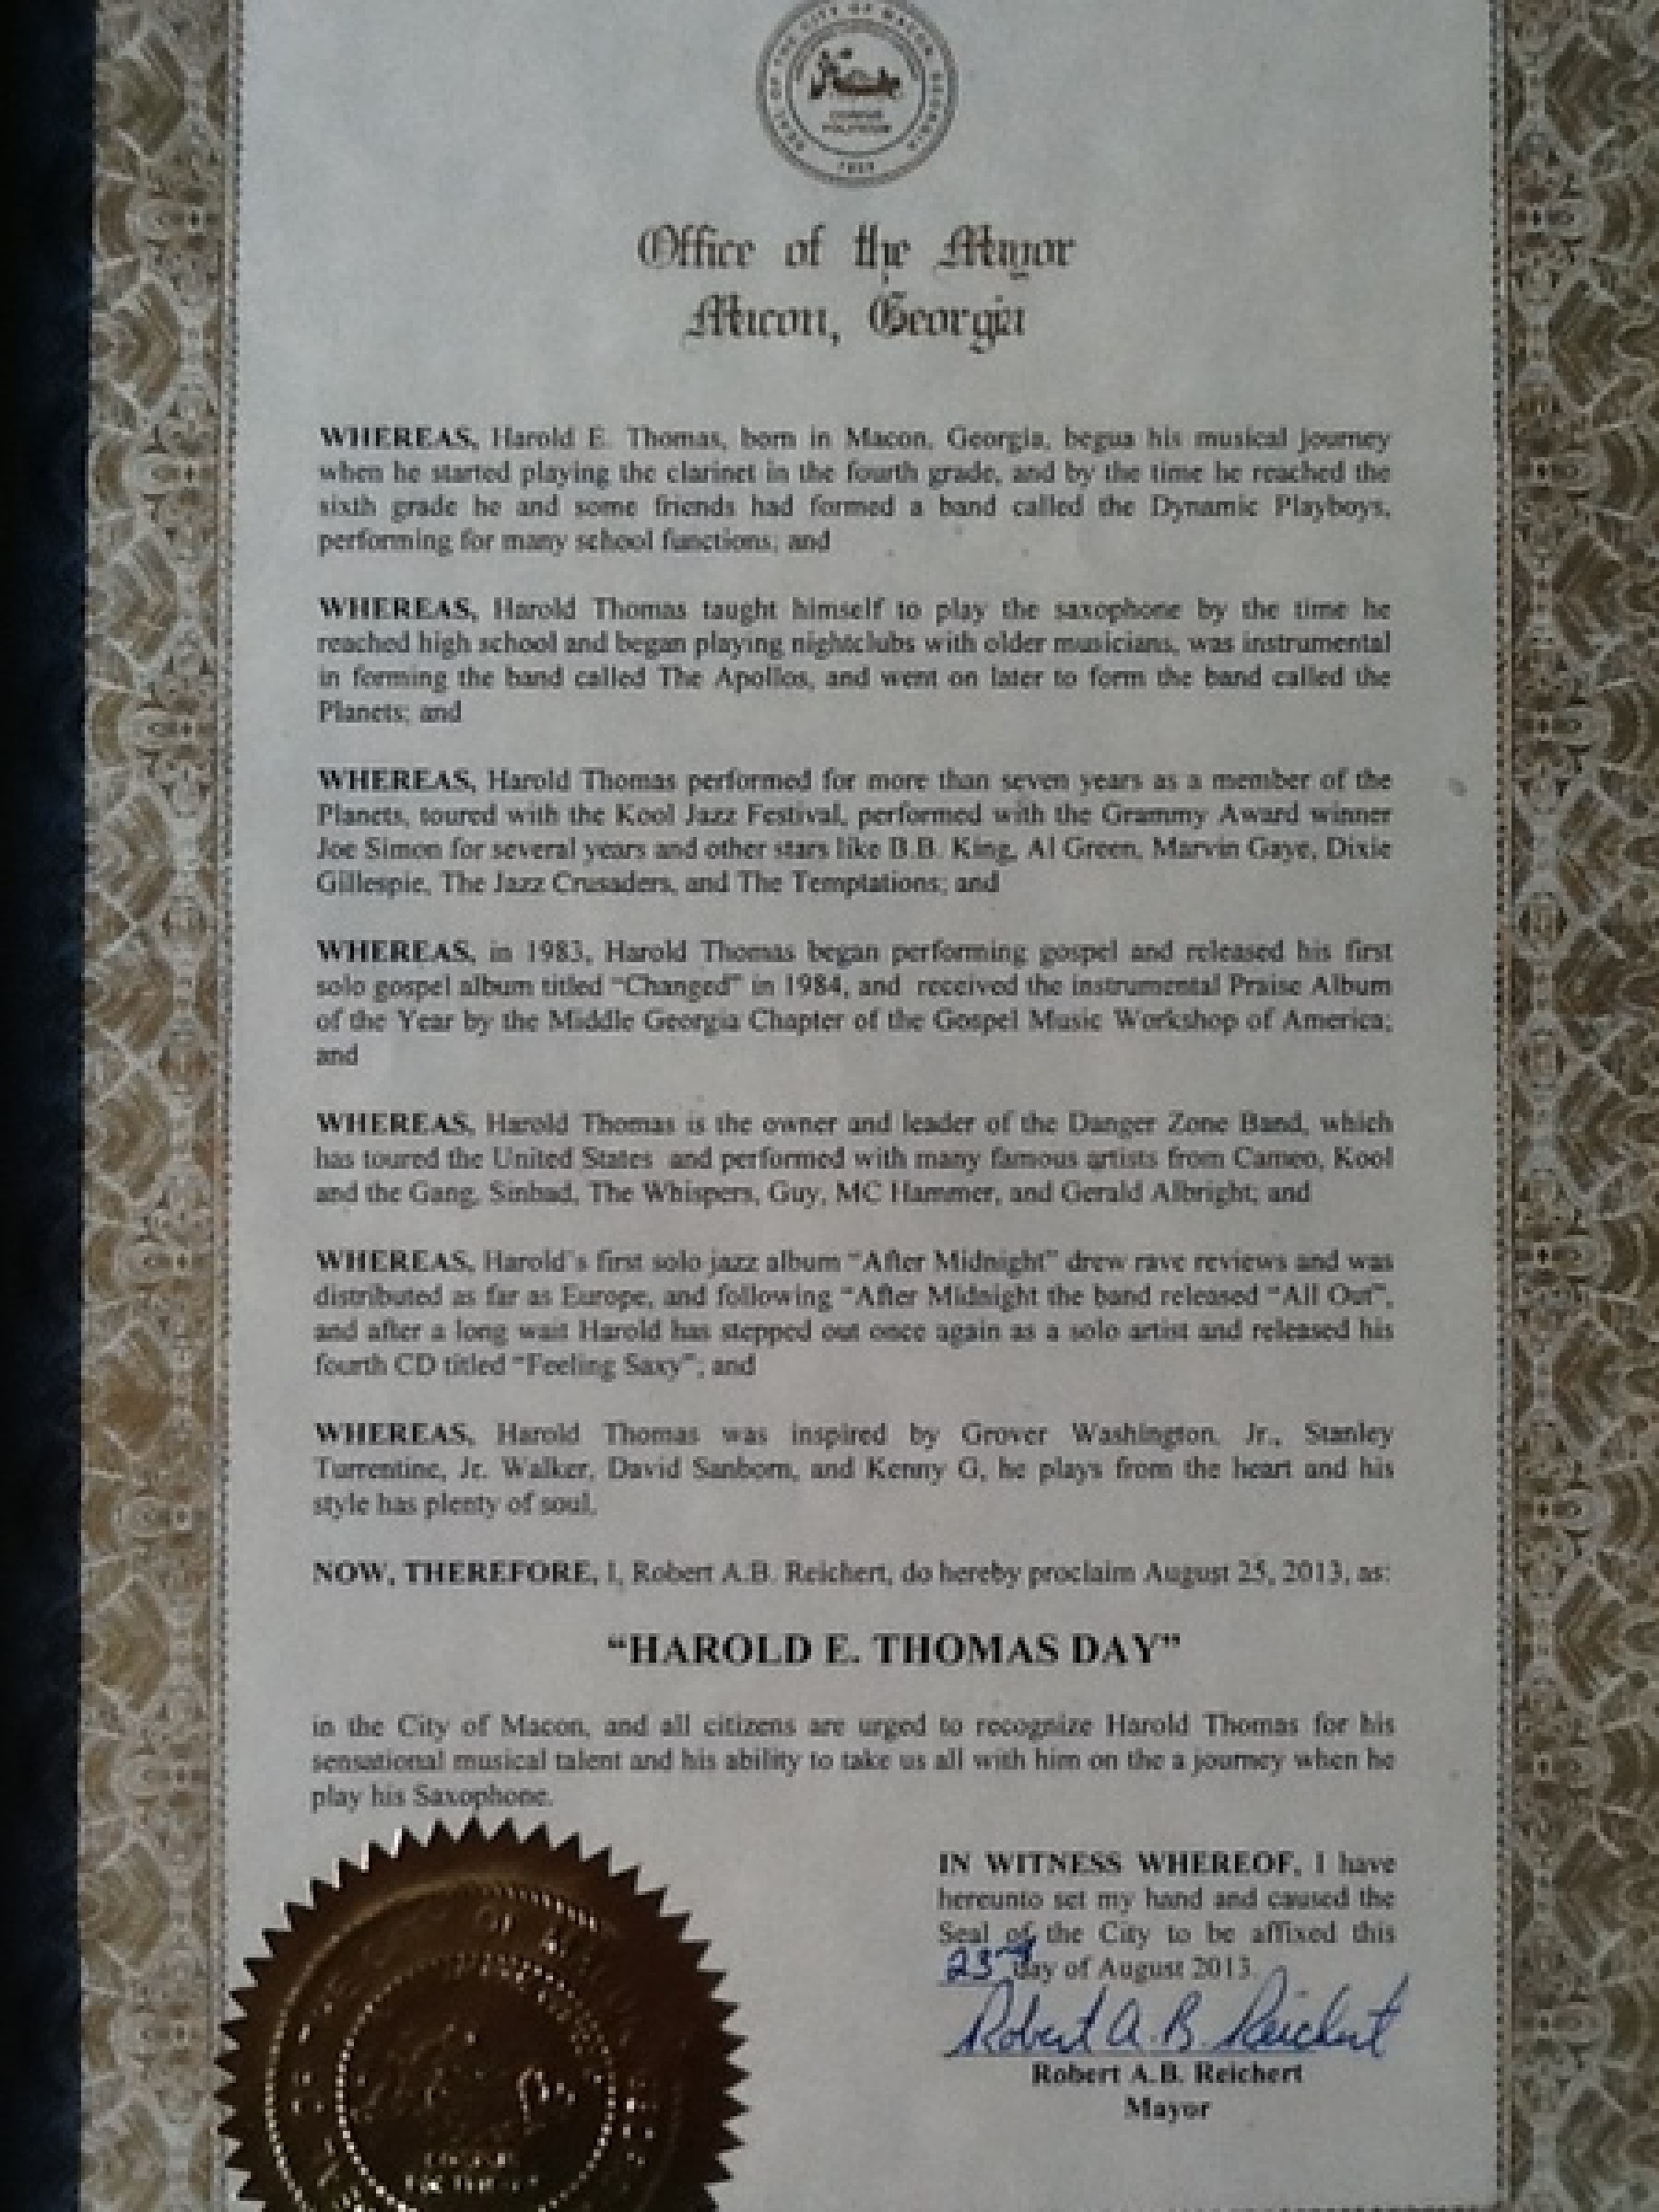 SEAL OF THE CITY OF MACON, GEORGIA
Office of the Mayor
Macon, Georgia
WHEREAS, Harold E. Thomas, born in Macon, Georgia, begua his musical journey
when he started playing the clarinet in the fourth grade, and by the time he reached the
sixth grade he and some friends had formed a band called the Dynamic Playboys,
performing for many school functions; and
WHEREAS, Harold Thomas taught himself to play the saxophone by the time he
reached high school and began playing nightclubs with older musicians, was instrumental
in forming the band called The Apollos, and went on later to form the band called the
Planets; and
WHEREAS, Harold Thomas performed for more than seven years as a member of the
Planets, toured with the Kool Jazz Festival, performed with the Grammy Award winner
Joe Simon for several years and other stars like B.B. King, Al Green, Marvin Gaye, Dixie
Gillespie, The Jazz Crusaders, and The Temptations; and
WHEREAS, in 1983, Harold Thomas began performing gospel and released his first
solo gospel album titled “Changed” in 1984, and received the instrumental Praise Album
of the Year by the Middle Georgia Chapter of the Gospel Music Workshop of America;
and
WHEREAS, Harold Thomas is the owner and leader of the Danger Zone Band, which
has toured the United States and performed with many famous artists from Cameo, Kool
and the Gang, Sinbad, The Whispers, Guy, MC Hammer, and Gerald Albright; and
WHEREAS, Harold's first solo jazz album “After Midnight” drew rave reviews and was
distributed as far as Europe, and following “After Midnight the band released “All Out”,
and after a long wait Harold has stepped out once again as a solo artist and released his
fourth CD titled “Feeling Saxy”; and
WHEREAS, Harold Thomas was inspired by Grover Washington, Jr., Stanley
Turrentine, Jr. Walker, David Sanborn, and Kenny G, he plays from the heart and his
style has plenty of soul.
NOW, THEREFORE, I, Robert A.B. Reichert, do hereby proclaim August 25, 2013, as:
“HAROLD E. THOMAS DAY”
in the City of Macon, and all citizens are urged to recognize Harold Thomas for his
sensational musical talent and his ability to take us all with him on the a journey when he
play his Saxophone.
IN WITNESS WHEREOF, I have
hereunto set my hand and caused the
Seal of the City to be affixed this
23rd day of August 2013.
Robert A. B. Reichert
Robert A.B. Reichert
Mayor